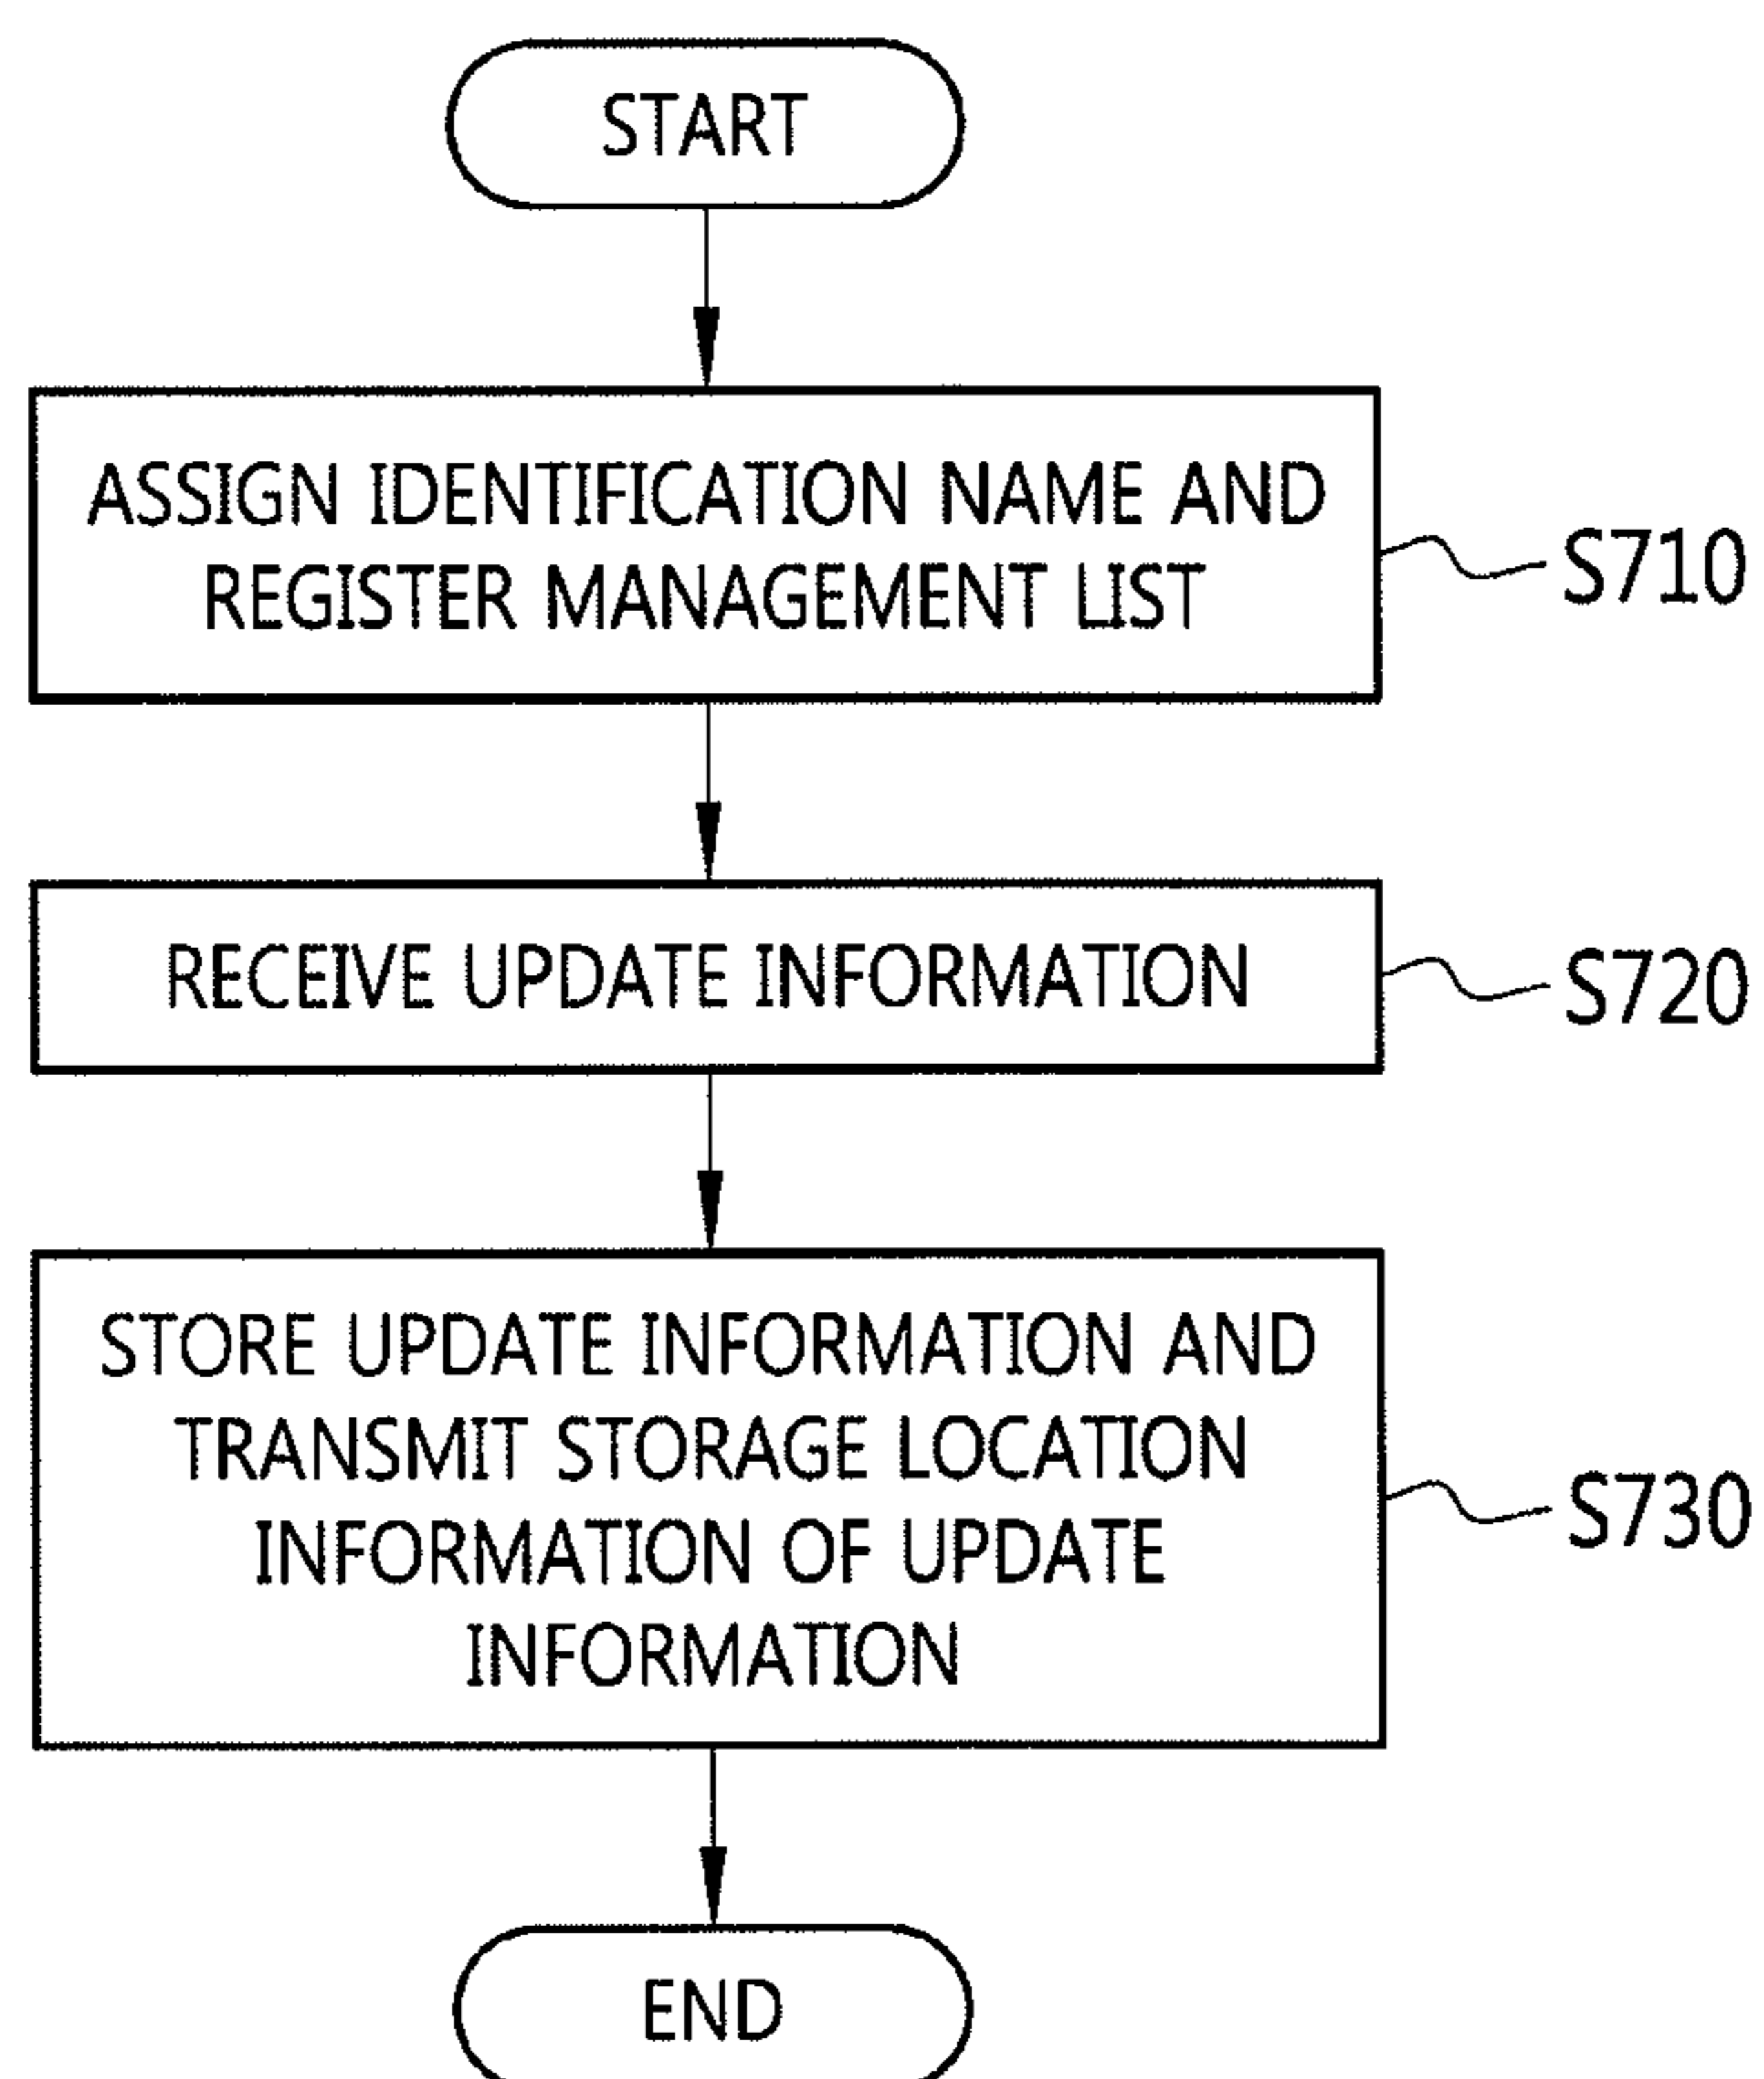 START
ASSIGN IDENTIFICATION NAME AND
REGISTER MANAGEMENT LIST
S710
RECEIVE UPDATE INFORMATION
S720
STORE UPDATE INFORMATION AND
TRANSMIT STORAGE LOCATION
INFORMATION OF UPDATE
INFORMATION
S730
END